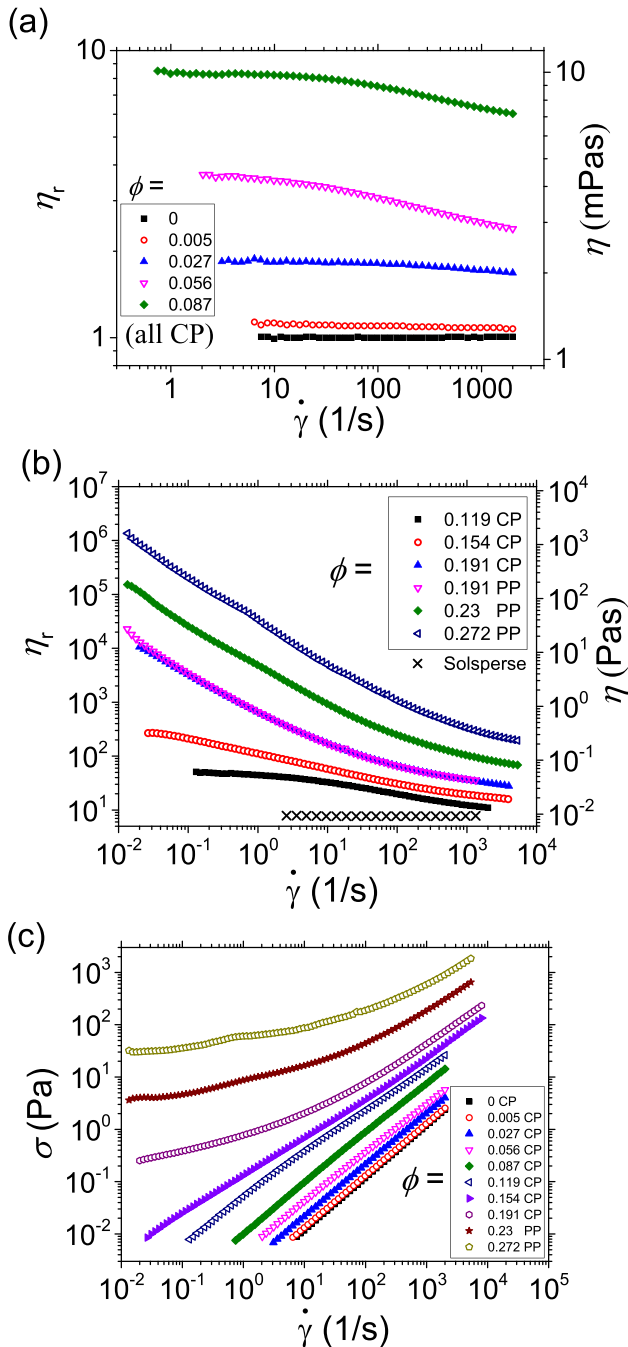 (a)
10
1
η_r
10
1
η (mPas)
ϕ =
0
0.005
0.027
0.056
0.087
(all CP)
1 10 100 1000
γ̇ (1/s)
(b)
10^7
10^6
10^5
10^4
10^3
10^2
10^1
η_r
10^4
10^3
10^2
10^1
10^0
10^-1
10^-2
η (Pas)
ϕ =
0.119 CP
0.154 CP
0.191 CP
0.191 PP
0.23 PP
0.272 PP
Solsperse
10^-2 10^-1 10^0 10^1 10^2 10^3 10^4 10^5
γ̇ (1/s)
(c)
10^3
10^2
10^1
10^0
10^-1
10^-2
σ (Pa)
ϕ =
0 CP
0.005 CP
0.027 CP
0.056 CP
0.087 CP
0.119 CP
0.154 CP
0.191 CP
0.23 PP
0.272 PP
10^-2 10^-1 10^0 10^1 10^2 10^3 10^4 10^5
γ̇ (1/s)